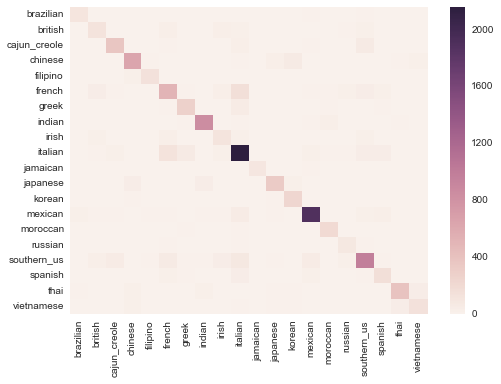 brazilian
british
cajun_creole
chinese
filipino
french
greek
indian
irish
italian
jamaican
japanese
korean
mexican
moroccan
russian
southern_us
spanish
thai
vietnamese
brazilian
british
cajun_creole
chinese
filipino
french
greek
indian
irish
italian
jamaican
japanese
korean
mexican
moroccan
russian
southern_us
spanish
thai
vietnamese
2000
1600
1200
800
400
0